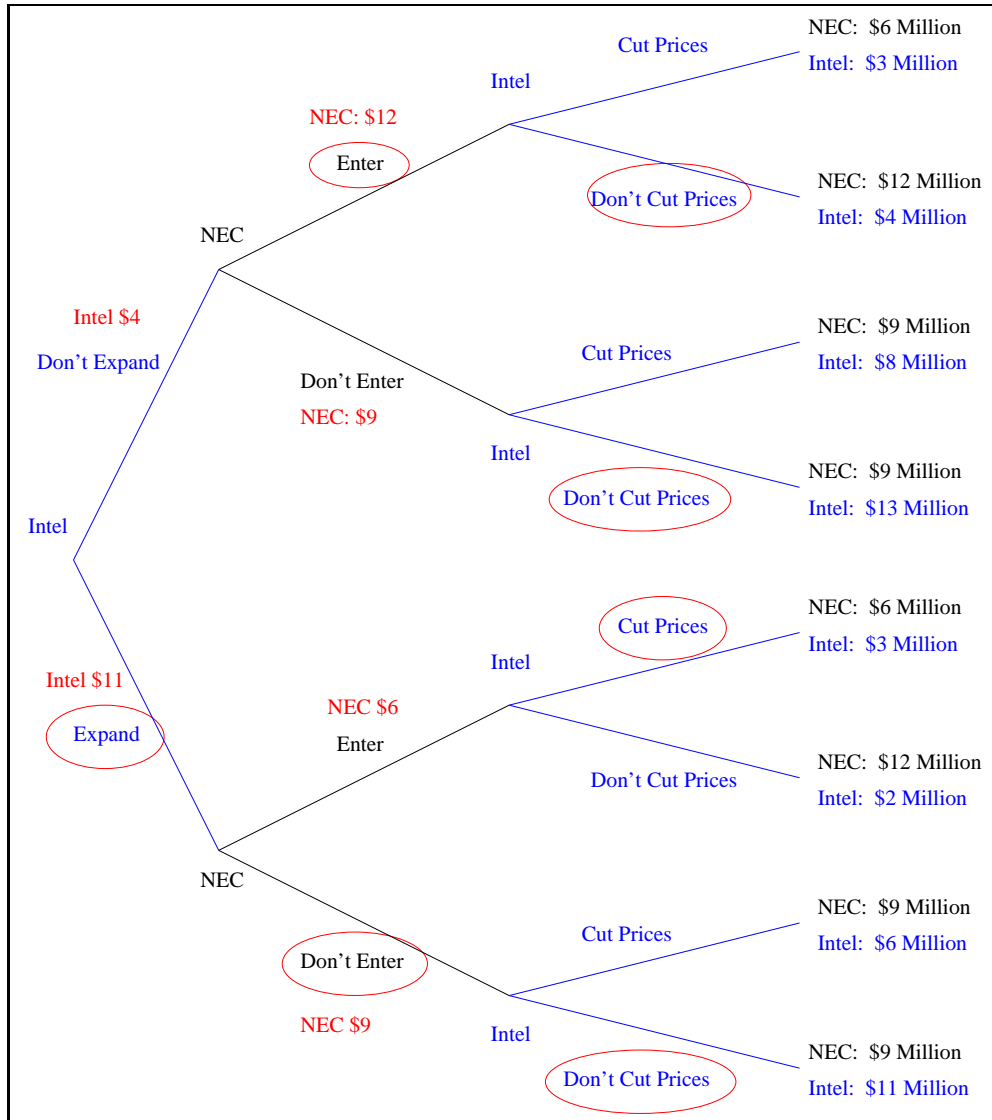 NEC: $6 Million
Cut Prices
Intel: $3 Million
Intel
NEC: $12
Enter
NEC: $12 Million
Don't Cut Prices
Intel: $4 Million
NEC
Intel $4
NEC: $9 Million
Cut Prices
Don't Expand
Intel: $8 Million
Don't Enter
NEC: $9
Intel
NEC: $9 Million
Don't Cut Prices
Intel: $13 Million
Intel
NEC: $6 Million
Cut Prices
Intel: $3 Million
Intel
Intel $11
NEC $6
Expand
Enter
NEC: $12 Million
Don't Cut Prices
Intel: $2 Million
NEC
NEC: $9 Million
Cut Prices
Intel: $6 Million
Don't Enter
NEC $9
Intel
NEC: $9 Million
Don't Cut Prices
Intel: $11 Million